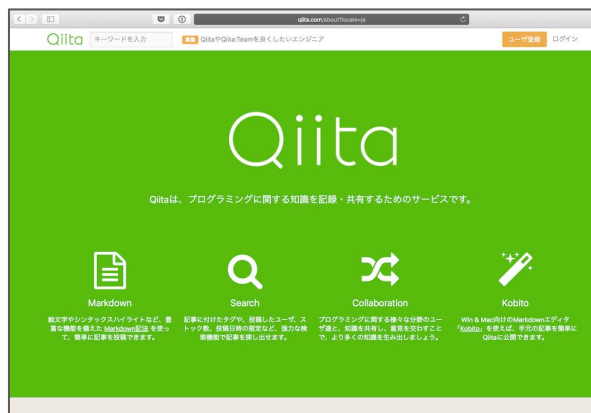 qiita.com/about?locale=ja
Qiita
キーワードを入力
QiitaやQiita:Teamを良くしたいエンジニア
ユーザ登録
ログイン
Qiita
Qiitaは、プログラミングに関する知識を記録・共有するためのサービスです。
Markdown
絵文字やシンタックスハイライトなど、豊
富な機能を備えた Markdown記法 を使っ
て、簡単に記事を投稿できます。
Search
記事に付けたタグや、投稿したユーザ、ス
トック数、投稿日時の指定など、強力な検
索機能で記事を探し出せます。
Collaboration
プログラミングに関する様々な分野のユー
ザ達と、知識を共有し、意見を交わすこと
で、より多くの知識を生み出しましょう。
Kobito
Win & Mac向けのMarkdownエディタ
「Kobito」を使えば、手元の記事を簡単に
Qiitaに公開できます。